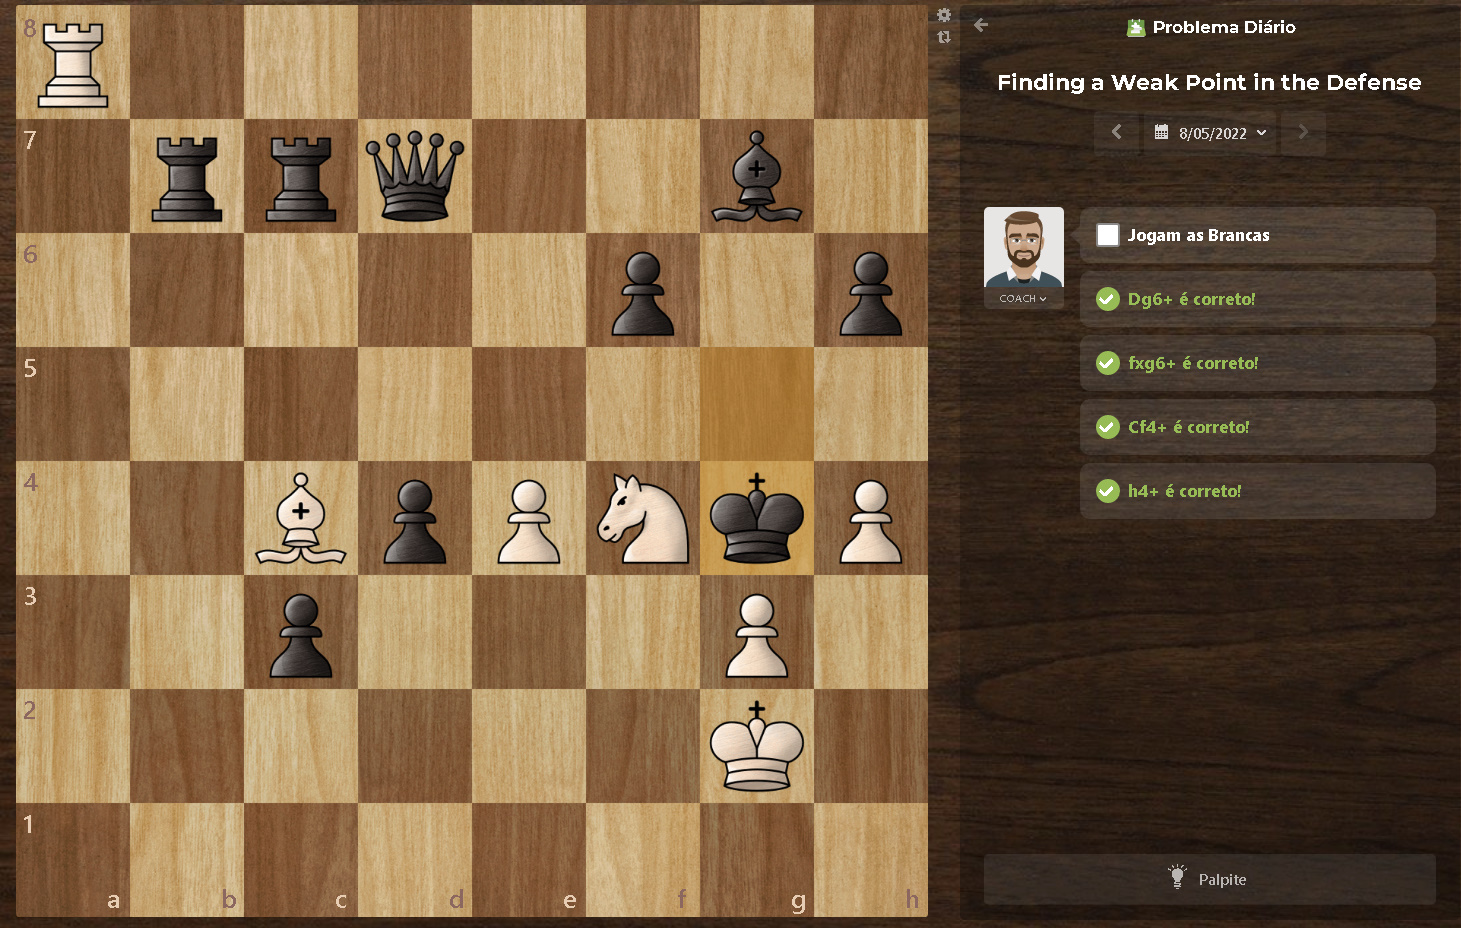 Problema Diário
Finding a Weak Point in the Defense
8/05/2022
COACH
Jogam as Brancas
Dg6+ é correto!
fxg6+ é correto!
Cf4+ é correto!
h4+ é correto!
Palpite
8
7
6
5
4
3
2
1
a b c d e f g h